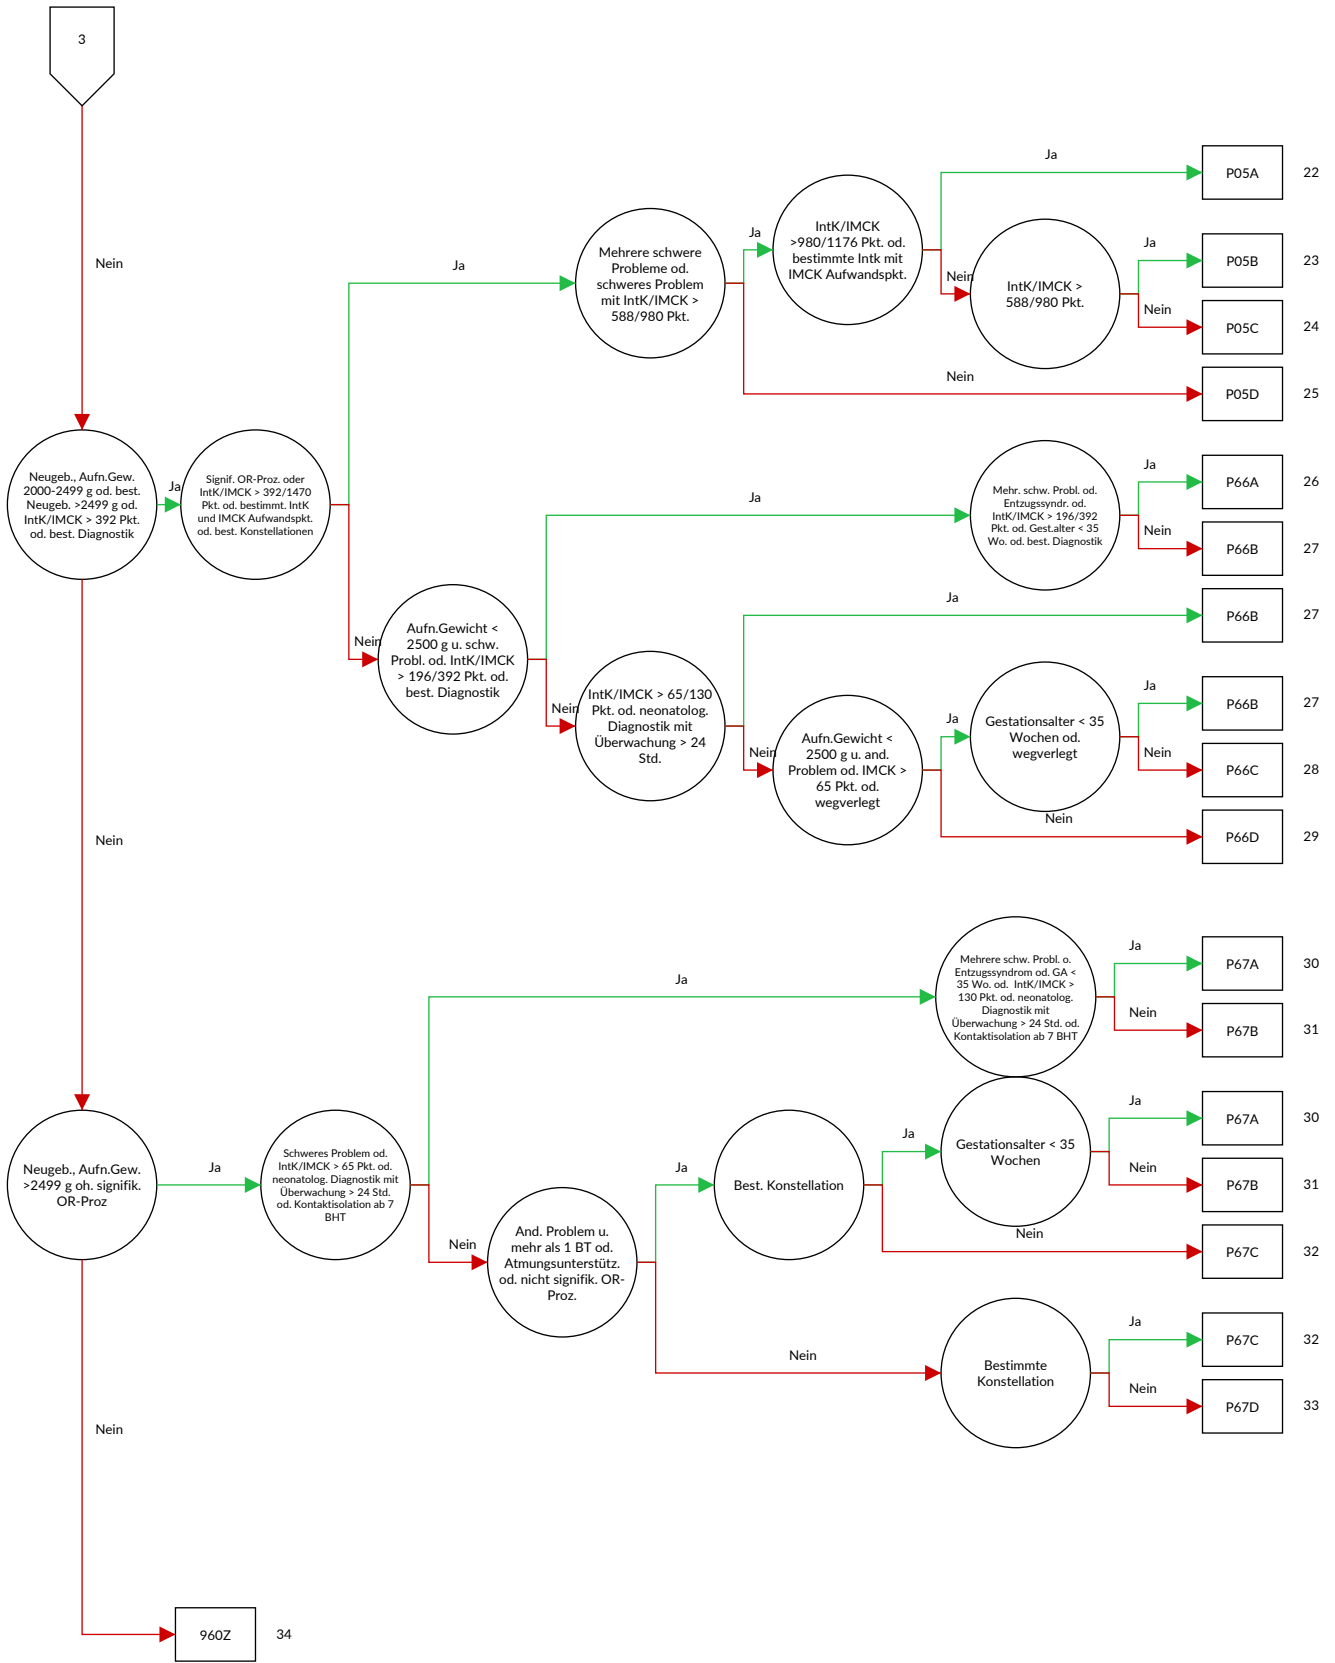 3
Nein
Ja
P05A
22
IntK/IMCK
>980/1176 Pkt. od.
bestimmte Intk mit
IMCK Aufwandspkt.
Ja
Mehrere schwere
Probleme od.
schweres Problem
mit IntK/IMCK >
588/980 Pkt.
Ja
Nein
IntK/IMCK >
588/980 Pkt.
Ja
P05B
23
Nein
P05C
24
Nein
P05D
25
Neugeb., Aufn.Gew.
2000-2499 g od. best.
Neugeb. >2499 g od.
IntK/IMCK > 392 Pkt.
od. best. Diagnostik
Ja
Signif. OR-Proz. oder
IntK/IMCK > 392/1470
Pkt. od. bestimmt. IntK
und IMCK Aufwandspkt.
od. best. Konstellationen
Ja
Mehr. schw. Probl. od.
Entzugssyndr. od.
IntK/IMCK > 196/392
Pkt. od. Gest.alter < 35
Wo. od. best. Diagnostik
Ja
P66A
26
Nein
P66B
27
Nein
Aufn.Gewicht <
2500 g u. schw.
Probl. od. IntK/IMCK
> 196/392 Pkt. od.
best. Diagnostik
Ja
P66B
27
Nein
IntK/IMCK > 65/130
Pkt. od. neonatolog.
Diagnostik mit
Überwachung > 24
Std.
Nein
Aufn.Gewicht <
2500 g u. and.
Problem od. IMCK >
65 Pkt. od.
wegverlegt
Ja
Gestationsalter < 35
Wochen od.
wegverlegt
Ja
P66B
27
Nein
P66C
28
Nein
P66D
29
Nein
Ja
Mehrere schw. Probl. o.
Entzugssyndrom od. GA <
35 Wo. od. IntK/IMCK >
130 Pkt. od. neonatolog.
Diagnostik mit
Überwachung > 24 Std. od.
Kontaktisolation ab 7 BHT
Ja
P67A
30
Nein
P67B
31
Neugeb., Aufn.Gew.
>2499 g oh. signifik.
OR-Proz
Ja
Schweres Problem od.
IntK/IMCK > 65 Pkt. od.
neonatolog. Diagnostik mit
Überwachung > 24 Std.
od. Kontaktisolation ab 7
BHT
Nein
And. Problem u.
mehr als 1 BT od.
Atmungsunterstütz.
od. nicht signifik. OR-
Proz.
Ja
Best. Konstellation
Ja
Gestationsalter < 35
Wochen
Ja
P67A
30
Nein
P67B
31
Nein
P67C
32
Nein
Bestimmte
Konstellation
Ja
P67C
32
Nein
P67D
33
Nein
960Z
34